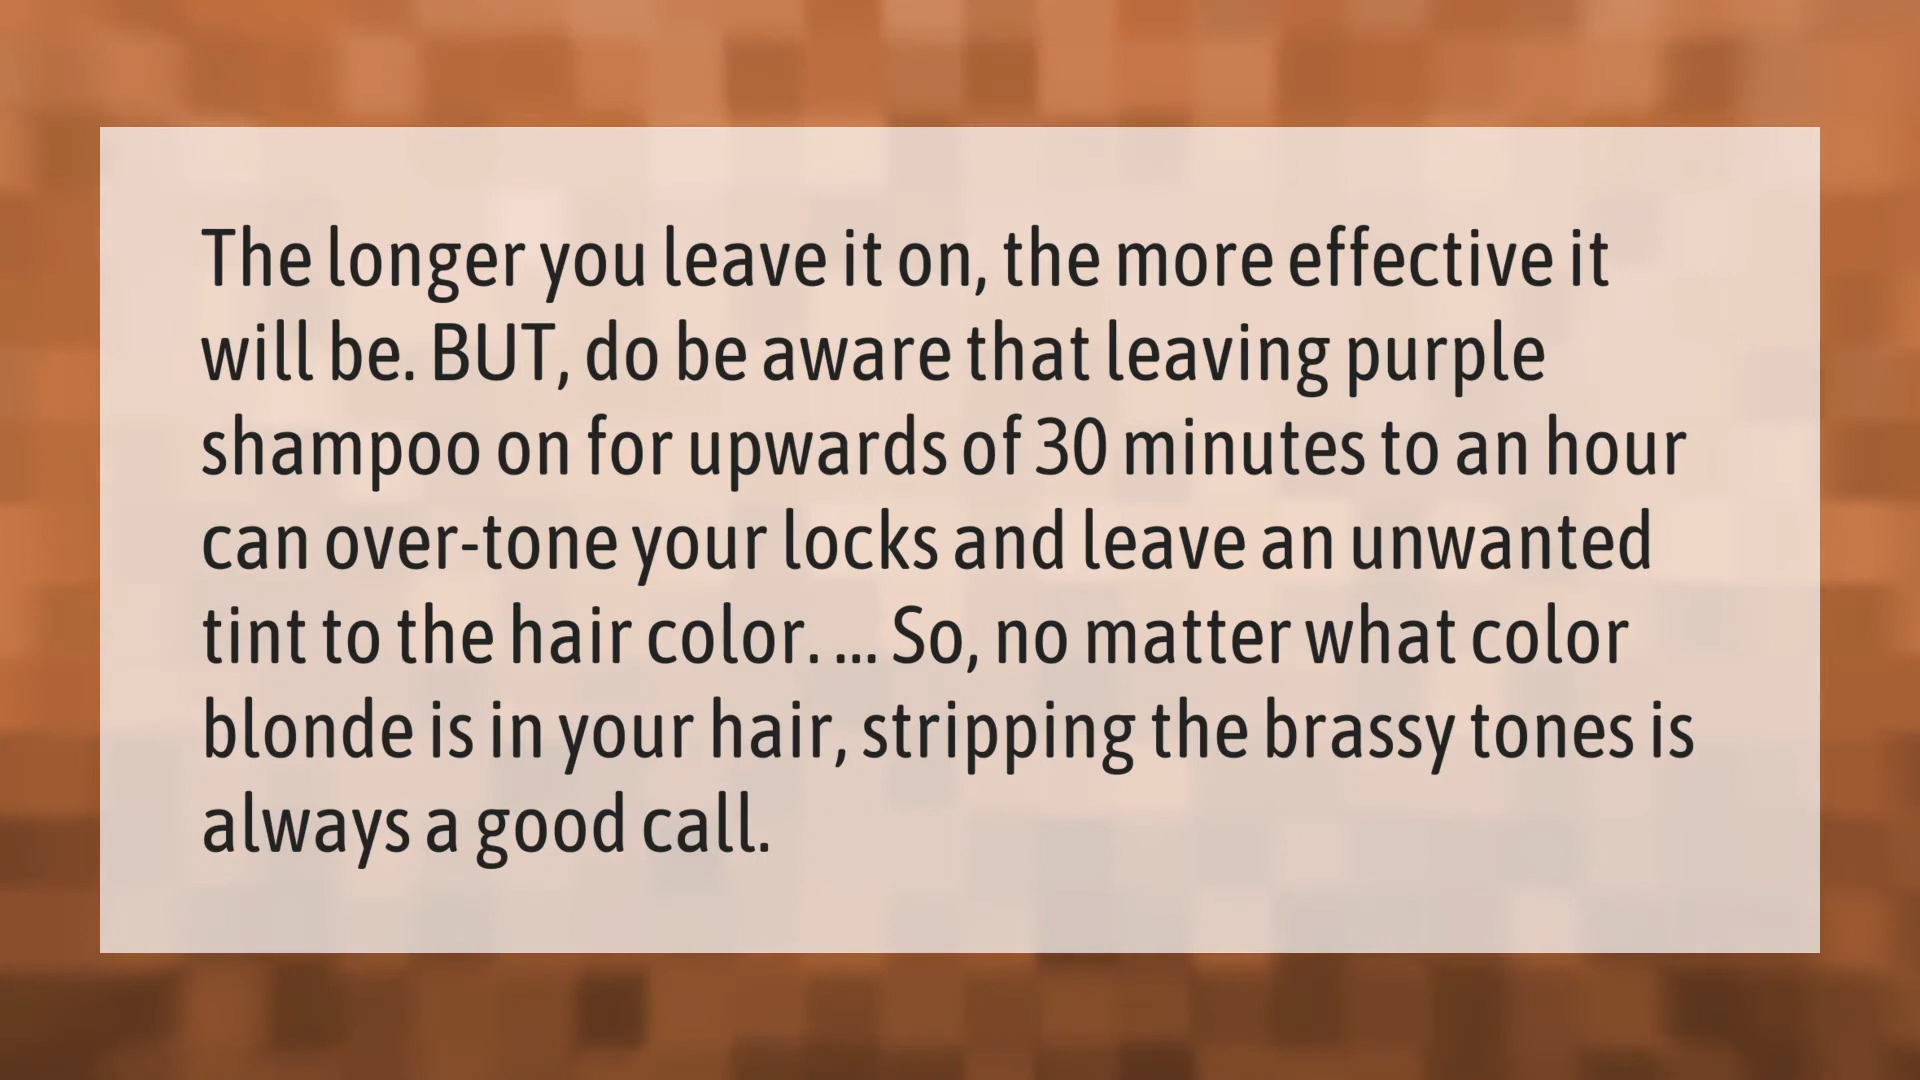 The longer you leave it on, the more effective it
will be. BUT, do be aware that leaving purple
shampoo on for upwards of 30 minutes to an hour
can over-tone your locks and leave an unwanted
tint to the hair color. ... So, no matter what color
blonde is in your hair, stripping the brassy tones is
always a good call.